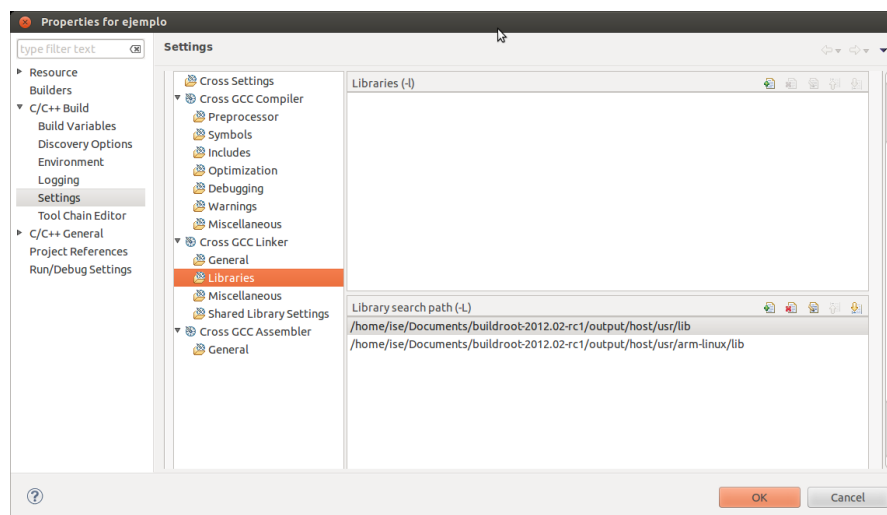 Properties for ejemplo
type filter text
Settings
Resource
Builders
C/C++ Build
Build Variables
Discovery Options
Environment
Logging
Settings
Tool Chain Editor
C/C++ General
Project References
Run/Debug Settings
Cross Settings
Cross GCC Compiler
Preprocessor
Symbols
Includes
Optimization
Debugging
Warnings
Miscellaneous
Cross GCC Linker
General
Libraries
Miscellaneous
Shared Library Settings
Cross GCC Assembler
General
Libraries (-l)
Library search path (-L)
/home/ise/Documents/buildroot-2012.02-rc1/output/host/usr/lib
/home/ise/Documents/buildroot-2012.02-rc1/output/host/usr/arm-linux/lib
?
OK
Cancel